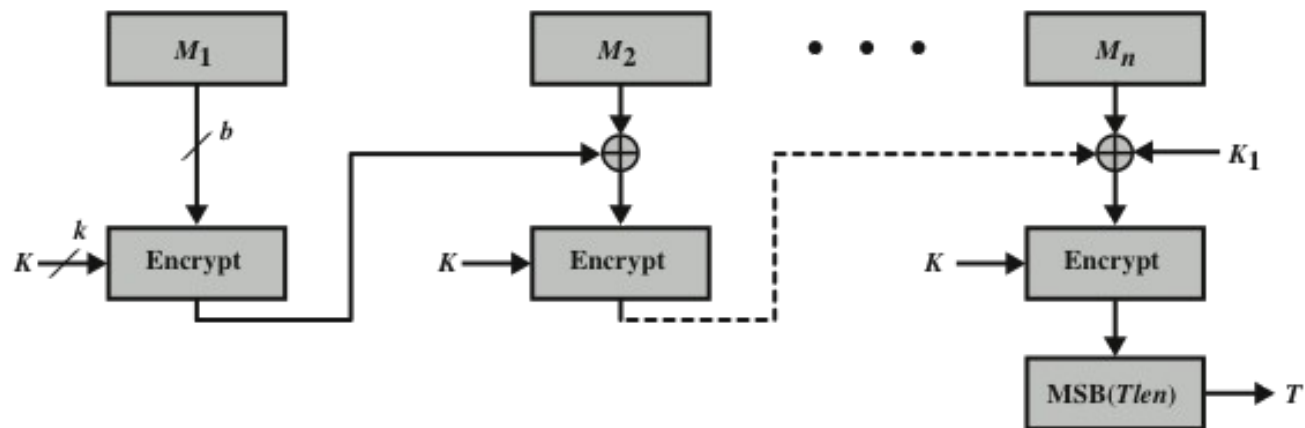 M1
M2
Mn
b
K1
k
K
Encrypt
K
Encrypt
K
Encrypt
MSB(Tlen)
T